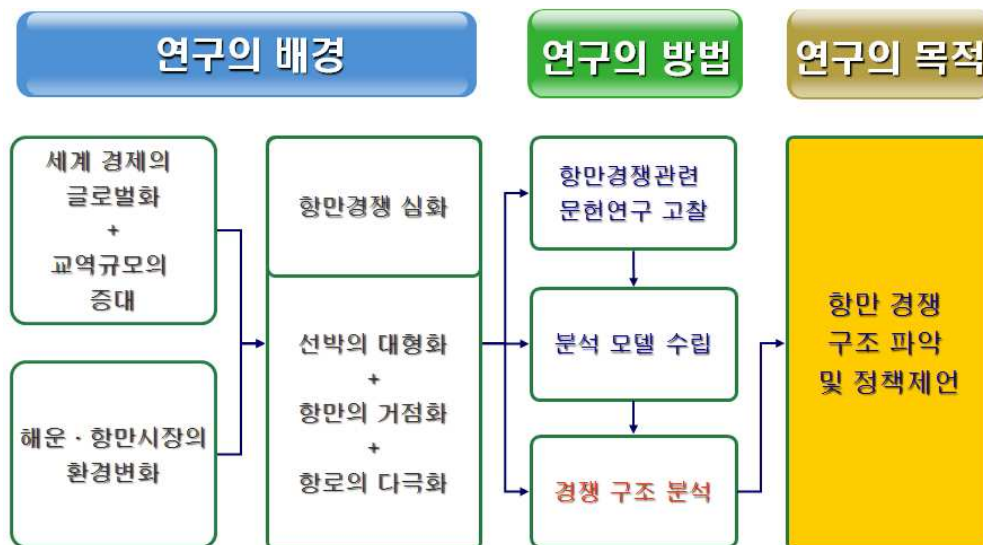 연구의 배경
연구의 방법
연구의 목적
세계 경제의
글로벌화
+
교역규모의
증대
해운 · 항만시장의
환경변화
항만경쟁 심화
선박의 대형화
+
항만의 거점화
+
항로의 다극화
항만경쟁관련
문헌연구 고찰
분석 모델 수립
경쟁 구조 분석
항만 경쟁
구조 파악
및 정책제언